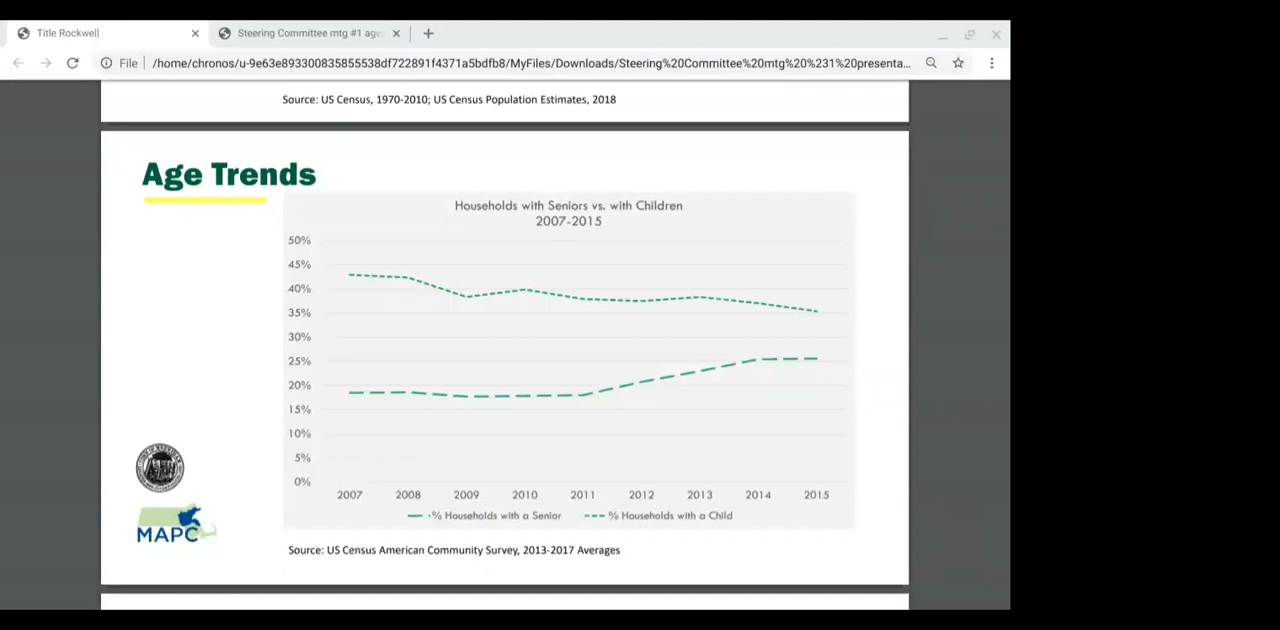 Title Rockwell
Steering Committee mtg #1 age
File
/home/chronos/u-9e63e893300835855538df722891f4371a5bdfb8/MyFiles/Downloads/Steering%20Committee%20mtg%20%231%20presenta...
Source: US Census, 1970-2010; US Census Population Estimates, 2018
Age Trends
Households with Seniors vs. with Children
2007-2015
50%
45%
40%
35%
30%
25%
20%
15%
10%
5%
0%
2007 2008 2009 2010 2011 2012 2013 2014 2015
% Households with a Senior % Households with a Child
MAPC
Source: US Census American Community Survey, 2013-2017 Averages